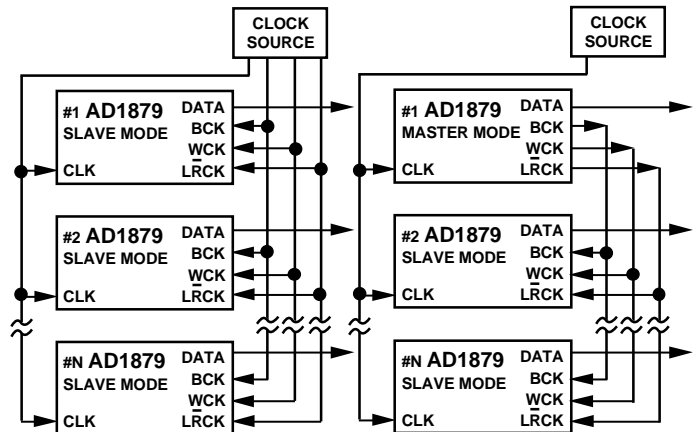 CLOCK
SOURCE
#1 AD1879
SLAVE MODE
DATA
BCK
WCK
LRCK
CLK
#2 AD1879
SLAVE MODE
DATA
BCK
WCK
LRCK
CLK
#N AD1879
SLAVE MODE
DATA
BCK
WCK
LRCK
CLK
CLOCK
SOURCE
#1 AD1879
MASTER MODE
DATA
BCK
WCK
LRCK
CLK
#2 AD1879
SLAVE MODE
DATA
BCK
WCK
LRCK
CLK
#N AD1879
SLAVE MODE
DATA
BCK
WCK
LRCK
CLK